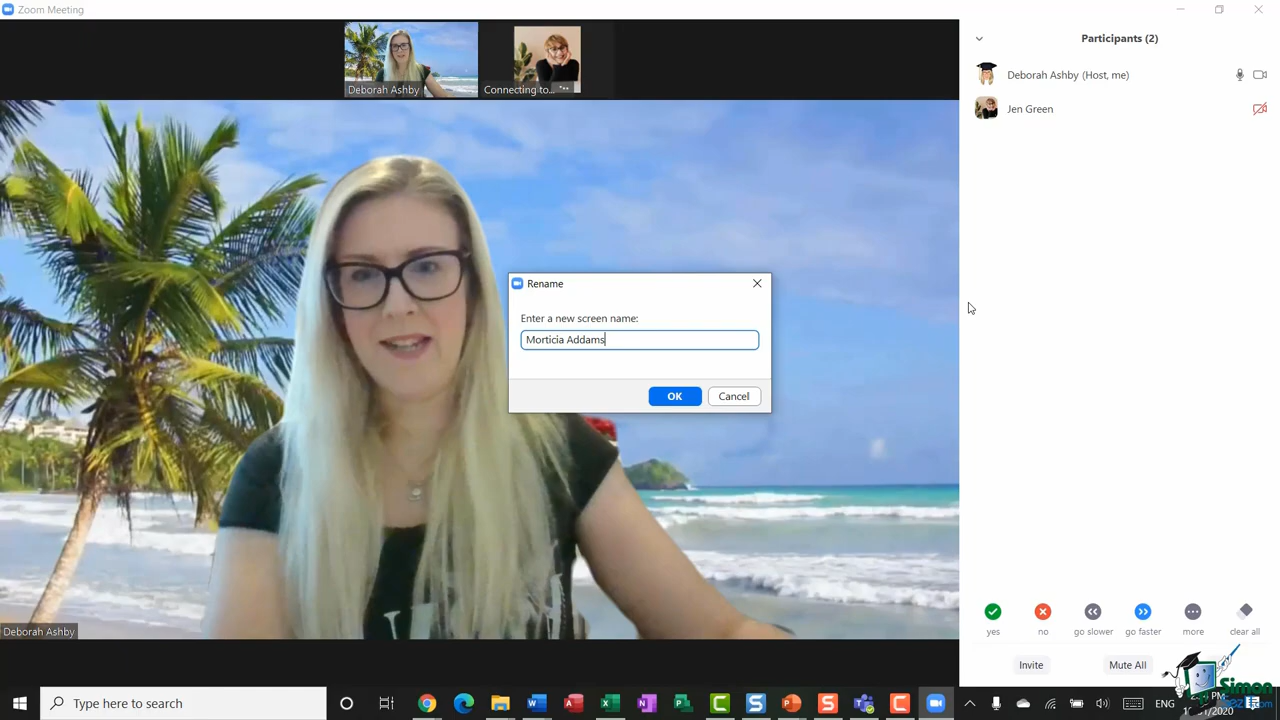 Zoom Meeting
Deborah Ashby
Connecting to...
Participants (2)
Deborah Ashby (Host, me)
Jen Green
Rename
Enter a new screen name:
Morticia Addams
OK
Cancel
Deborah Ashby
yes
no
go slower
go faster
more
clear all
Invite
Mute All
Type here to search
ENG
Simon